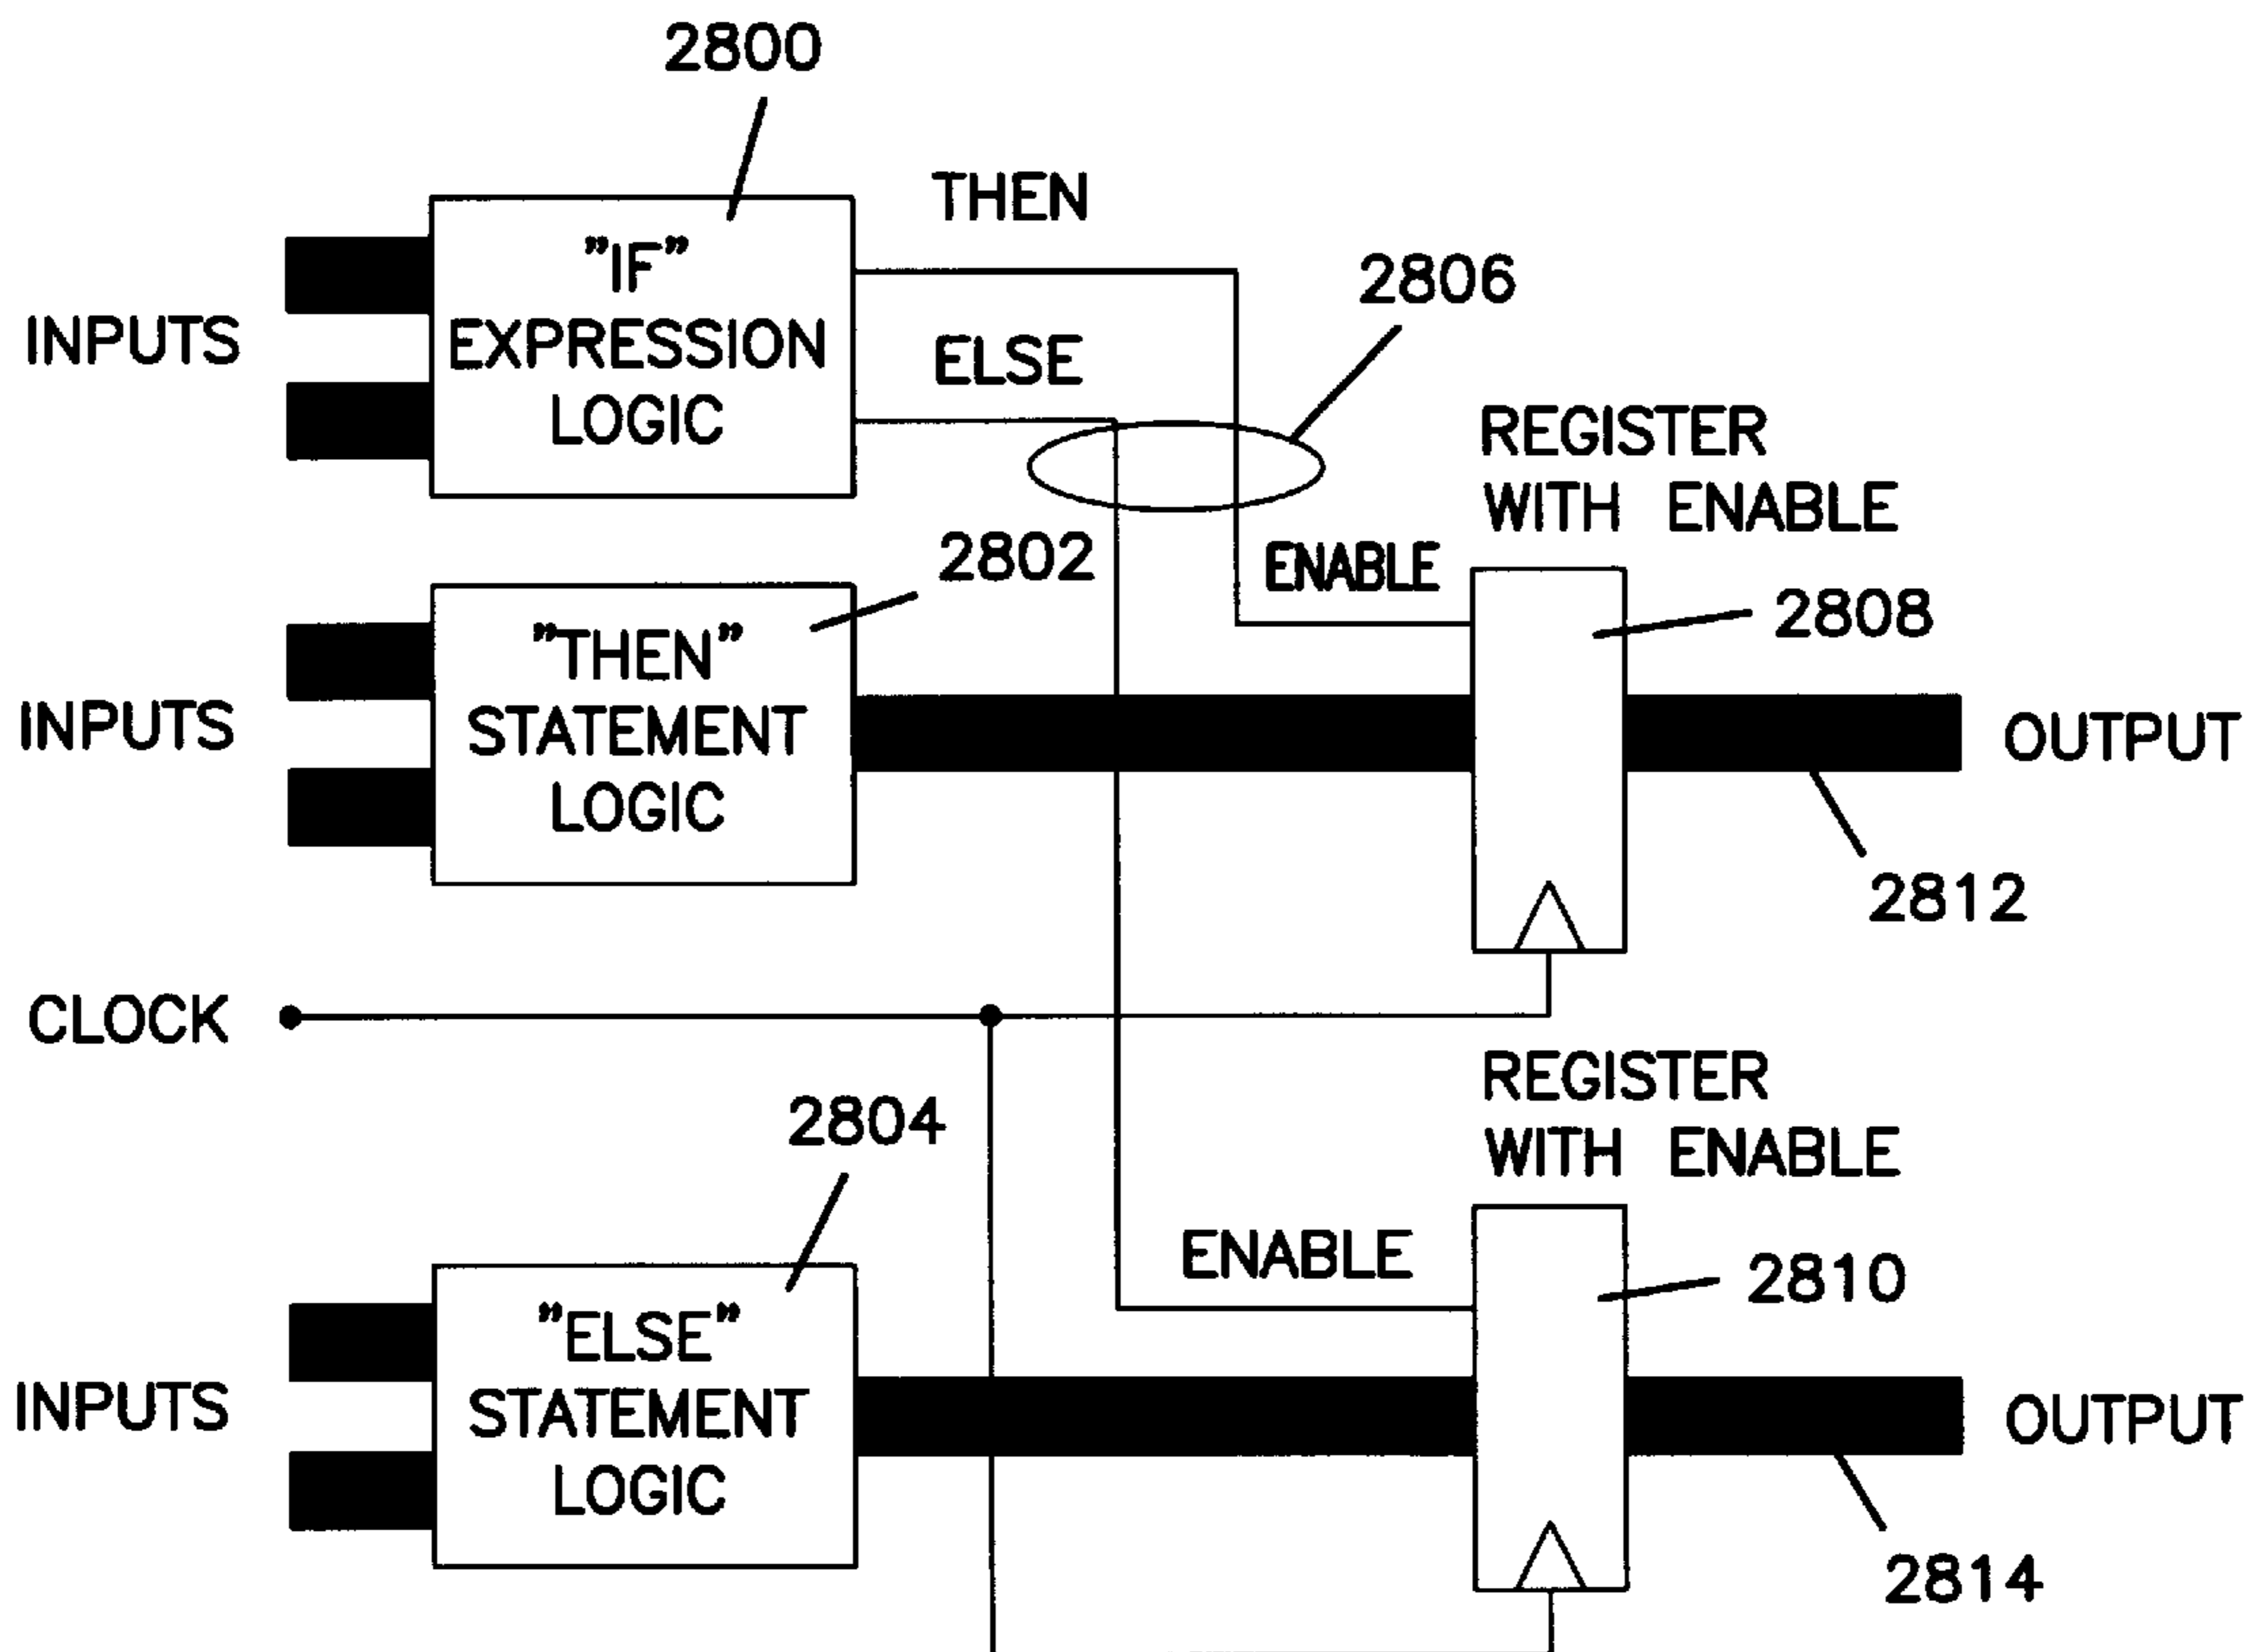 2800
THEN
INPUTS
"IF"
EXPRESSION
LOGIC
ELSE
2806
REGISTER
WITH ENABLE
2802
ENABLE
2808
INPUTS
"THEN"
STATEMENT
LOGIC
OUTPUT
2812
CLOCK
REGISTER
WITH ENABLE
2804
ENABLE
2810
INPUTS
"ELSE"
STATEMENT
LOGIC
OUTPUT
2814